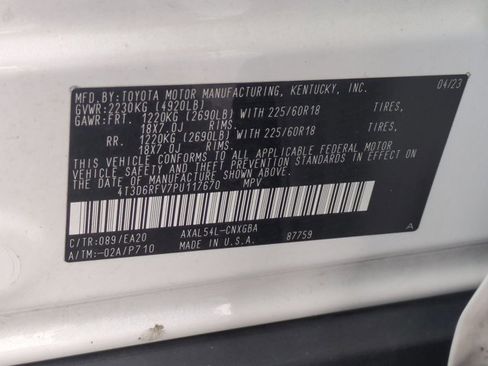 MFD.BY:TOYOTA MOTOR MANUFACTURING, KENTUCKY, INC. 04/23
GVWR:2230KG (4920LB)
GAWR:FRT. 1220KG (2690LB) WITH 225/60R18 TIRES,
18X7.0J RIMS.
RR. 1220KG (2690LB) WITH 225/60R18 TIRES,
18X7.0J RIMS.
THIS VEHICLE CONFORMS TO ALL APPLICABLE FEDERAL MOTOR
VEHICLE SAFETY AND THEFT PREVENTION STANDARDS IN EFFECT
ON THE DATE OF MANUFACTURE SHOWN ABOVE.
4T3D6RFV7PU117670 MPV
C/TR:089/EA20 AXAL54L-CNXGBA
A/TM:-02A/P710 MADE IN U.S.A. 87759 A